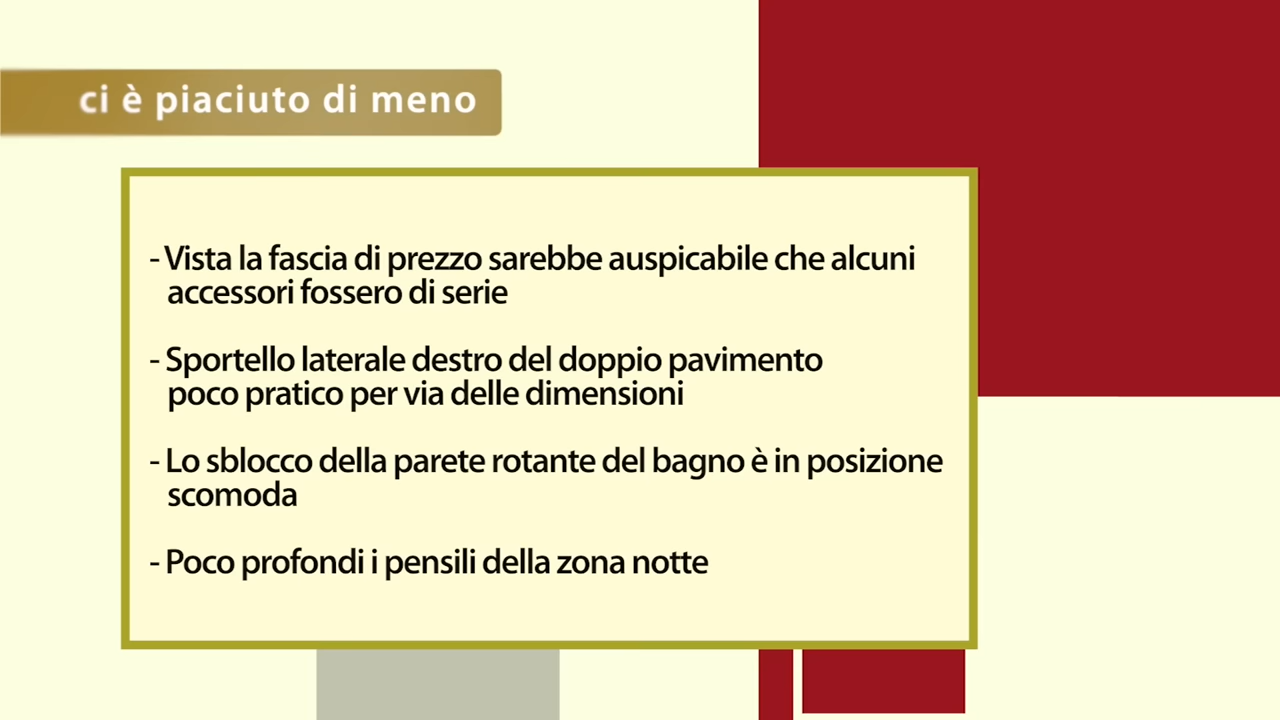 ci è piaciuto di meno
- Vista la fascia di prezzo sarebbe auspicabile che alcuni
accessori fossero di serie
- Sportello laterale destro del doppio pavimento
poco pratico per via delle dimensioni
- Lo sblocco della parete rotante del bagno è in posizione
scomoda
- Poco profondi i pensili della zona notte